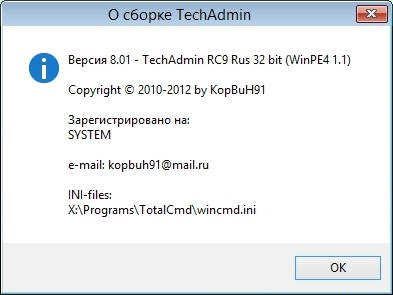 О сборке TechAdmin
Версия 8.01 - TechAdmin RC9 Rus 32 bit (WinPE4 1.1)
Copyright © 2010-2012 by KopBuH91
Зарегистрировано на:
SYSTEM
e-mail: kopbuh91@mail.ru
INI-files:
X:\Programs\TotalCmd\wincmd.ini
OK